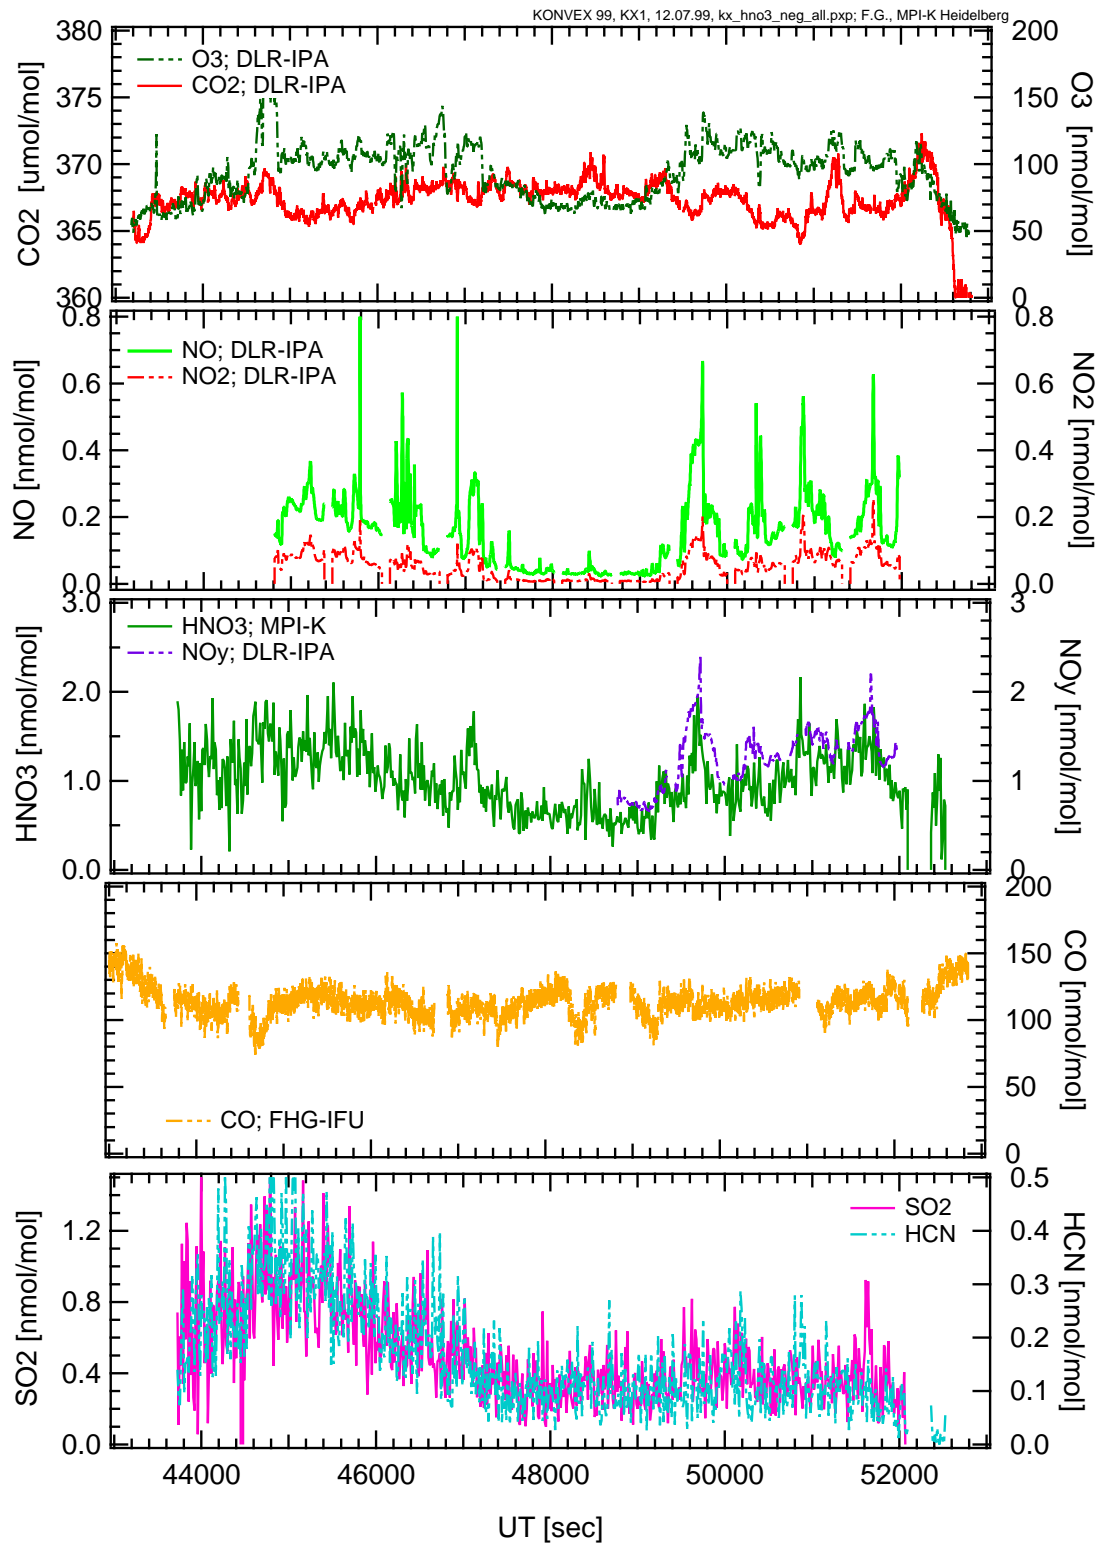 KONVEX 99, KX1, 12.07.99, kx_hno3_neg_all.pxp; F.G., MPI-K Heidelberg
380
375
370
365
360
CO2 [umol/mol]
O3; DLR-IPA
CO2; DLR-IPA
200
150
100
50
0
O3 [nmol/mol]
0.8
0.6
0.4
0.2
0.0
NO [nmol/mol]
NO; DLR-IPA
NO2; DLR-IPA
0.8
0.6
0.4
0.2
0.0
NO2 [nmol/mol]
3.0
2.0
1.0
0.0
HNO3 [nmol/mol]
HNO3; MPI-K
NOy; DLR-IPA
3
2
1
0
NOy [nmol/mol]
CO; FHG-IFU
200
150
100
50
0
CO [nmol/mol]
1.2
0.8
0.4
0.0
SO2 [nmol/mol]
SO2
HCN
0.5
0.4
0.3
0.2
0.1
0.0
HCN [nmol/mol]
44000 46000 48000 50000 52000
UT [sec]